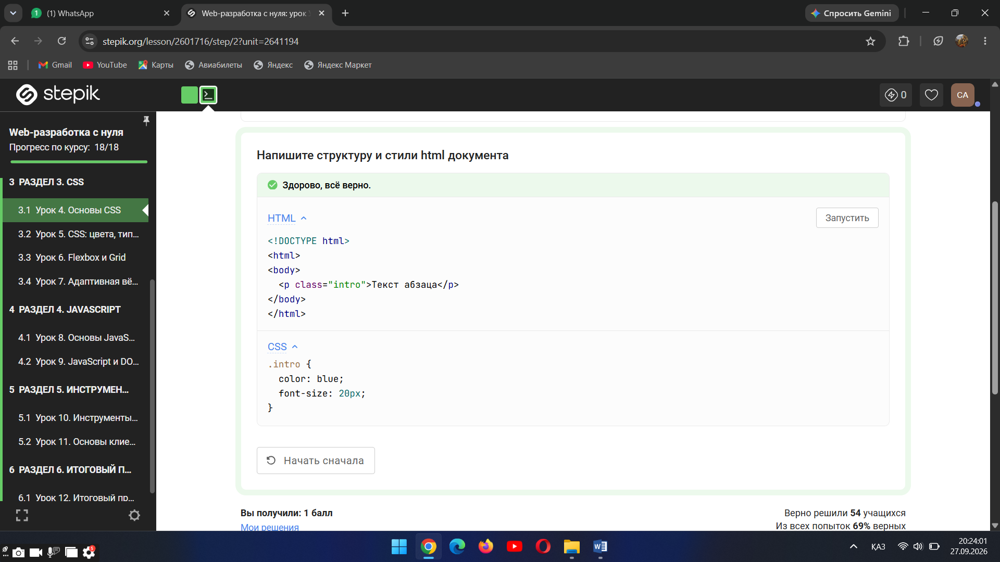 1 (1) WhatsApp
Web-разработка с нуля: урок
Спросить Gemini
stepik.org/lesson/2601716/step/2?unit=2641194
Gmail YouTube Карты Авиабилеты Яндекс Яндекс Маркет
stepik
0
CA
Web-разработка с нуля
Прогресс по курсу: 18/18
3 РАЗДЕЛ 3. CSS
3.1 Урок 4. Основы CSS
3.2 Урок 5. CSS: цвета, тип...
3.3 Урок 6. Flexbox и Grid
3.4 Урок 7. Адаптивная вё...
4 РАЗДЕЛ 4. JAVASCRIPT
4.1 Урок 8. Основы JavaS...
4.2 Урок 9. JavaScript и DO...
5 РАЗДЕЛ 5. ИНСТРУМЕН...
5.1 Урок 10. Инструменты...
5.2 Урок 11. Основы клие...
6 РАЗДЕЛ 6. ИТОГОВЫЙ П...
6.1 Урок 12. Итоговый пр...
Напишите структуру и стили html документа
Здорово, всё верно.
HTML
Запустить
<!DOCTYPE html>
<html>
<body>
<p class="intro">Текст абзаца</p>
</body>
</html>
CSS
.intro {
color: blue;
font-size: 20px;
}
Начать сначала
Вы получили: 1 балл
Мои решения
Верно решили 54 учащихся
Из всех попыток 69% верных
5
ҚАЗ
20:24:01
27.09.2026